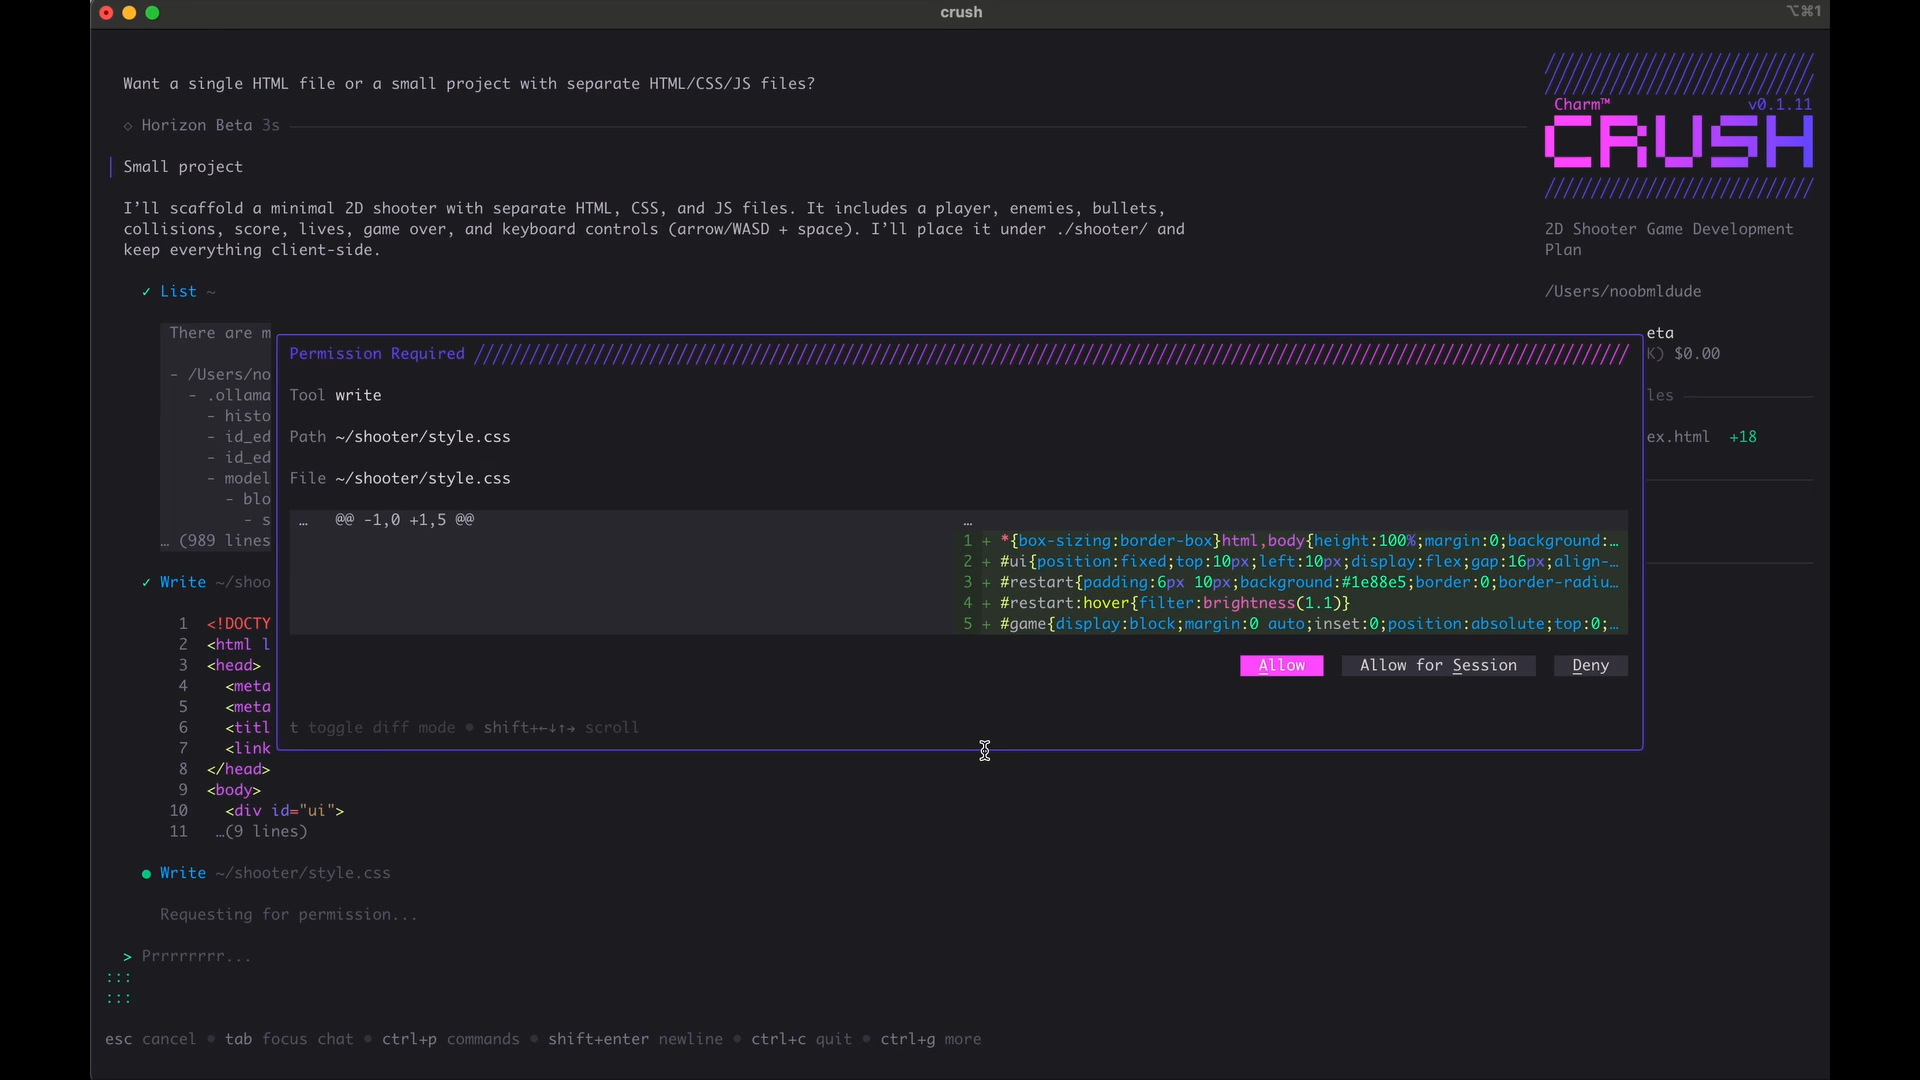 crush
⌥⌘1
Want a single HTML file or a small project with separate HTML/CSS/JS files?
◇ Horizon Beta 3s
Small project
I'll scaffold a minimal 2D shooter with separate HTML, CSS, and JS files. It includes a player, enemies, bullets,
collisions, score, lives, game over, and keyboard controls (arrow/WASD + space). I'll place it under ./shooter/ and
keep everything client-side.
✓ List ~
There are m
- /Users/no
- .ollama
- histo
- id_ed
- id_ed
- model
- blo
- s
… (989 lines
✓ Write ~/shoo
1 <!DOCTY
2 <html l
3 <head>
4 <meta
5 <meta
6 <titl
7 <link
8 </head>
9 <body>
10 <div id="ui">
11 …(9 lines)
● Write ~/shooter/style.css
Requesting for permission...
> Prrrrrrrr...
:::
:::
esc cancel • tab focus chat • ctrl+p commands • shift+enter newline • ctrl+c quit • ctrl+g more
Permission Required
Tool write
Path ~/shooter/style.css
File ~/shooter/style.css
… @@ -1,0 +1,5 @@ …
1 + *{box-sizing:border-box}html,body{height:100%;margin:0;background:…
2 + #ui{position:fixed;top:10px;left:10px;display:flex;gap:16px;align-…
3 + #restart{padding:6px 10px;background:#1e88e5;border:0;border-radiu…
4 + #restart:hover{filter:brightness(1.1)}
5 + #game{display:block;margin:0 auto;inset:0;position:absolute;top:0;…
Allow Allow for Session Deny
t toggle diff mode • shift+←↓↑→ scroll
Charm™ v0.1.11
CRUSH
2D Shooter Game Development
Plan
/Users/noobmldude
eta
K) $0.00
les
ex.html +18